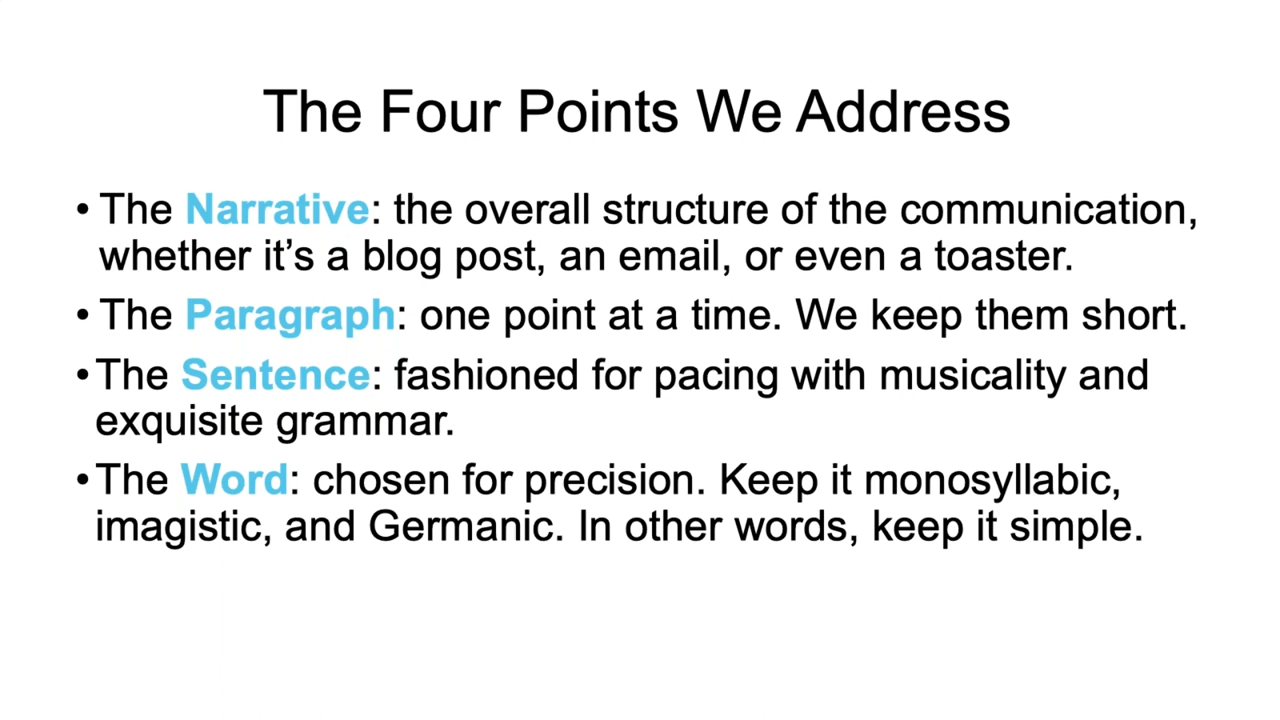 The Four Points We Address
• The Narrative: the overall structure of the communication,
whether it’s a blog post, an email, or even a toaster.
• The Paragraph: one point at a time. We keep them short.
• The Sentence: fashioned for pacing with musicality and
exquisite grammar.
• The Word: chosen for precision. Keep it monosyllabic,
imagistic, and Germanic. In other words, keep it simple.